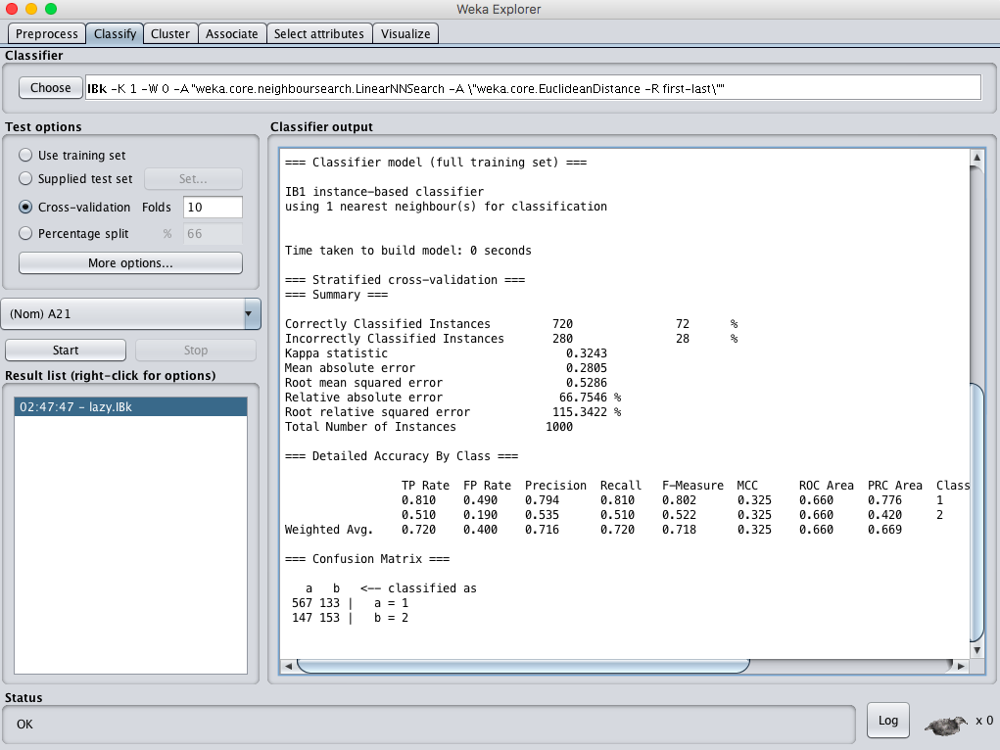 Weka Explorer
Preprocess Classify Cluster Associate Select attributes Visualize
Classifier
Choose IBk -K 1 -W 0 -A "weka.core.neighboursearch.LinearNNSearch -A \"weka.core.EuclideanDistance -R first-last\""
Test options
Use training set
Supplied test set Set...
Cross-validation Folds 10
Percentage split % 66
More options...
(Nom) A21
Start Stop
Result list (right-click for options)
02:47:47 - lazy.IBk
Classifier output
=== Classifier model (full training set) ===
IB1 instance-based classifier
using 1 nearest neighbour(s) for classification
Time taken to build model: 0 seconds
=== Stratified cross-validation ===
=== Summary ===
Correctly Classified Instances 720 72 %
Incorrectly Classified Instances 280 28 %
Kappa statistic 0.3243
Mean absolute error 0.2805
Root mean squared error 0.5286
Relative absolute error 66.7546 %
Root relative squared error 115.3422 %
Total Number of Instances 1000
=== Detailed Accuracy By Class ===
TP Rate FP Rate Precision Recall F-Measure MCC ROC Area PRC Area Class
0.810 0.490 0.794 0.810 0.802 0.325 0.660 0.776 1
0.510 0.190 0.535 0.510 0.522 0.325 0.660 0.420 2
Weighted Avg. 0.720 0.400 0.716 0.720 0.718 0.325 0.660 0.669
=== Confusion Matrix ===
a b <-- classified as
567 133 | a = 1
147 153 | b = 2
Status
OK
Log x 0